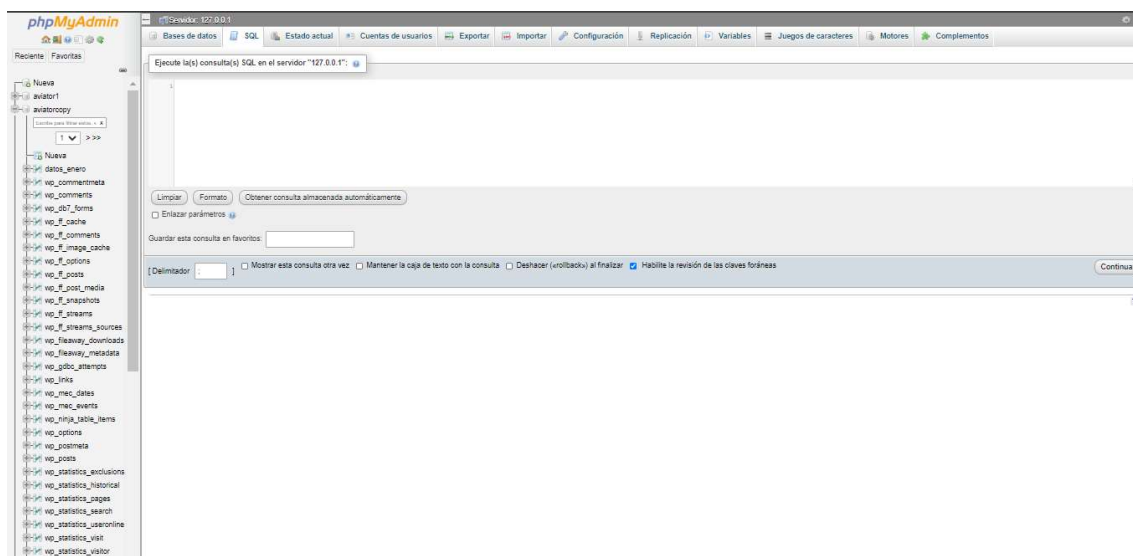 phpMyAdmin
Reciente Favoritas
Nueva
aviator1
aviatorcopy
1 > >>
Nueva
datos_enero
wp_commentmeta
wp_comments
wp_db7_forms
wp_ff_cache
wp_ff_comments
wp_ff_image_cache
wp_ff_options
wp_ff_posts
wp_ff_post_media
wp_ff_snapshots
wp_ff_streams
wp_ff_streams_sources
wp_fileaway_downloads
wp_fileaway_metadata
wp_gdbc_attempts
wp_links
wp_mec_dates
wp_mec_events
wp_ninja_table_items
wp_options
wp_postmeta
wp_posts
wp_statistics_exclusions
wp_statistics_historical
wp_statistics_pages
wp_statistics_search
wp_statistics_useronline
wp_statistics_visit
wp_statistics_visitor
Servidor: 127.0.0.1
Bases de datos SQL Estado actual Cuentas de usuarios Exportar Importar Configuración Replicación Variables Juegos de caracteres Motores Complementos
Ejecute la(s) consulta(s) SQL en el servidor "127.0.0.1":
1
Limpiar Formato Obtener consulta almacenada automáticamente
Enlazar parámetros
Guardar esta consulta en favoritos:
[ Delimitador ; ] Mostrar esta consulta otra vez Mantener la caja de texto con la consulta Deshacer («rollback») al finalizar Habilite la revisión de las claves foráneas
Continua